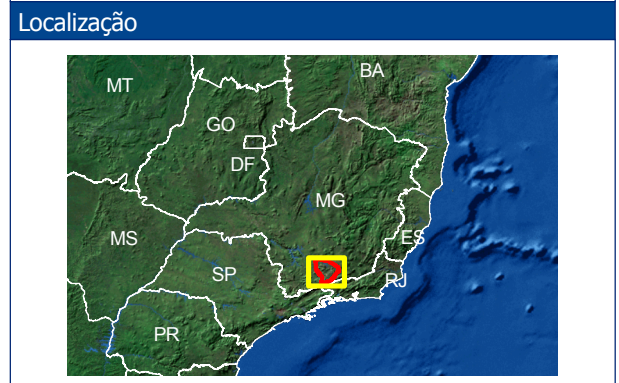 Localização
BA
MT
GO
DF
MG
MS
ES
SP
RJ
PR